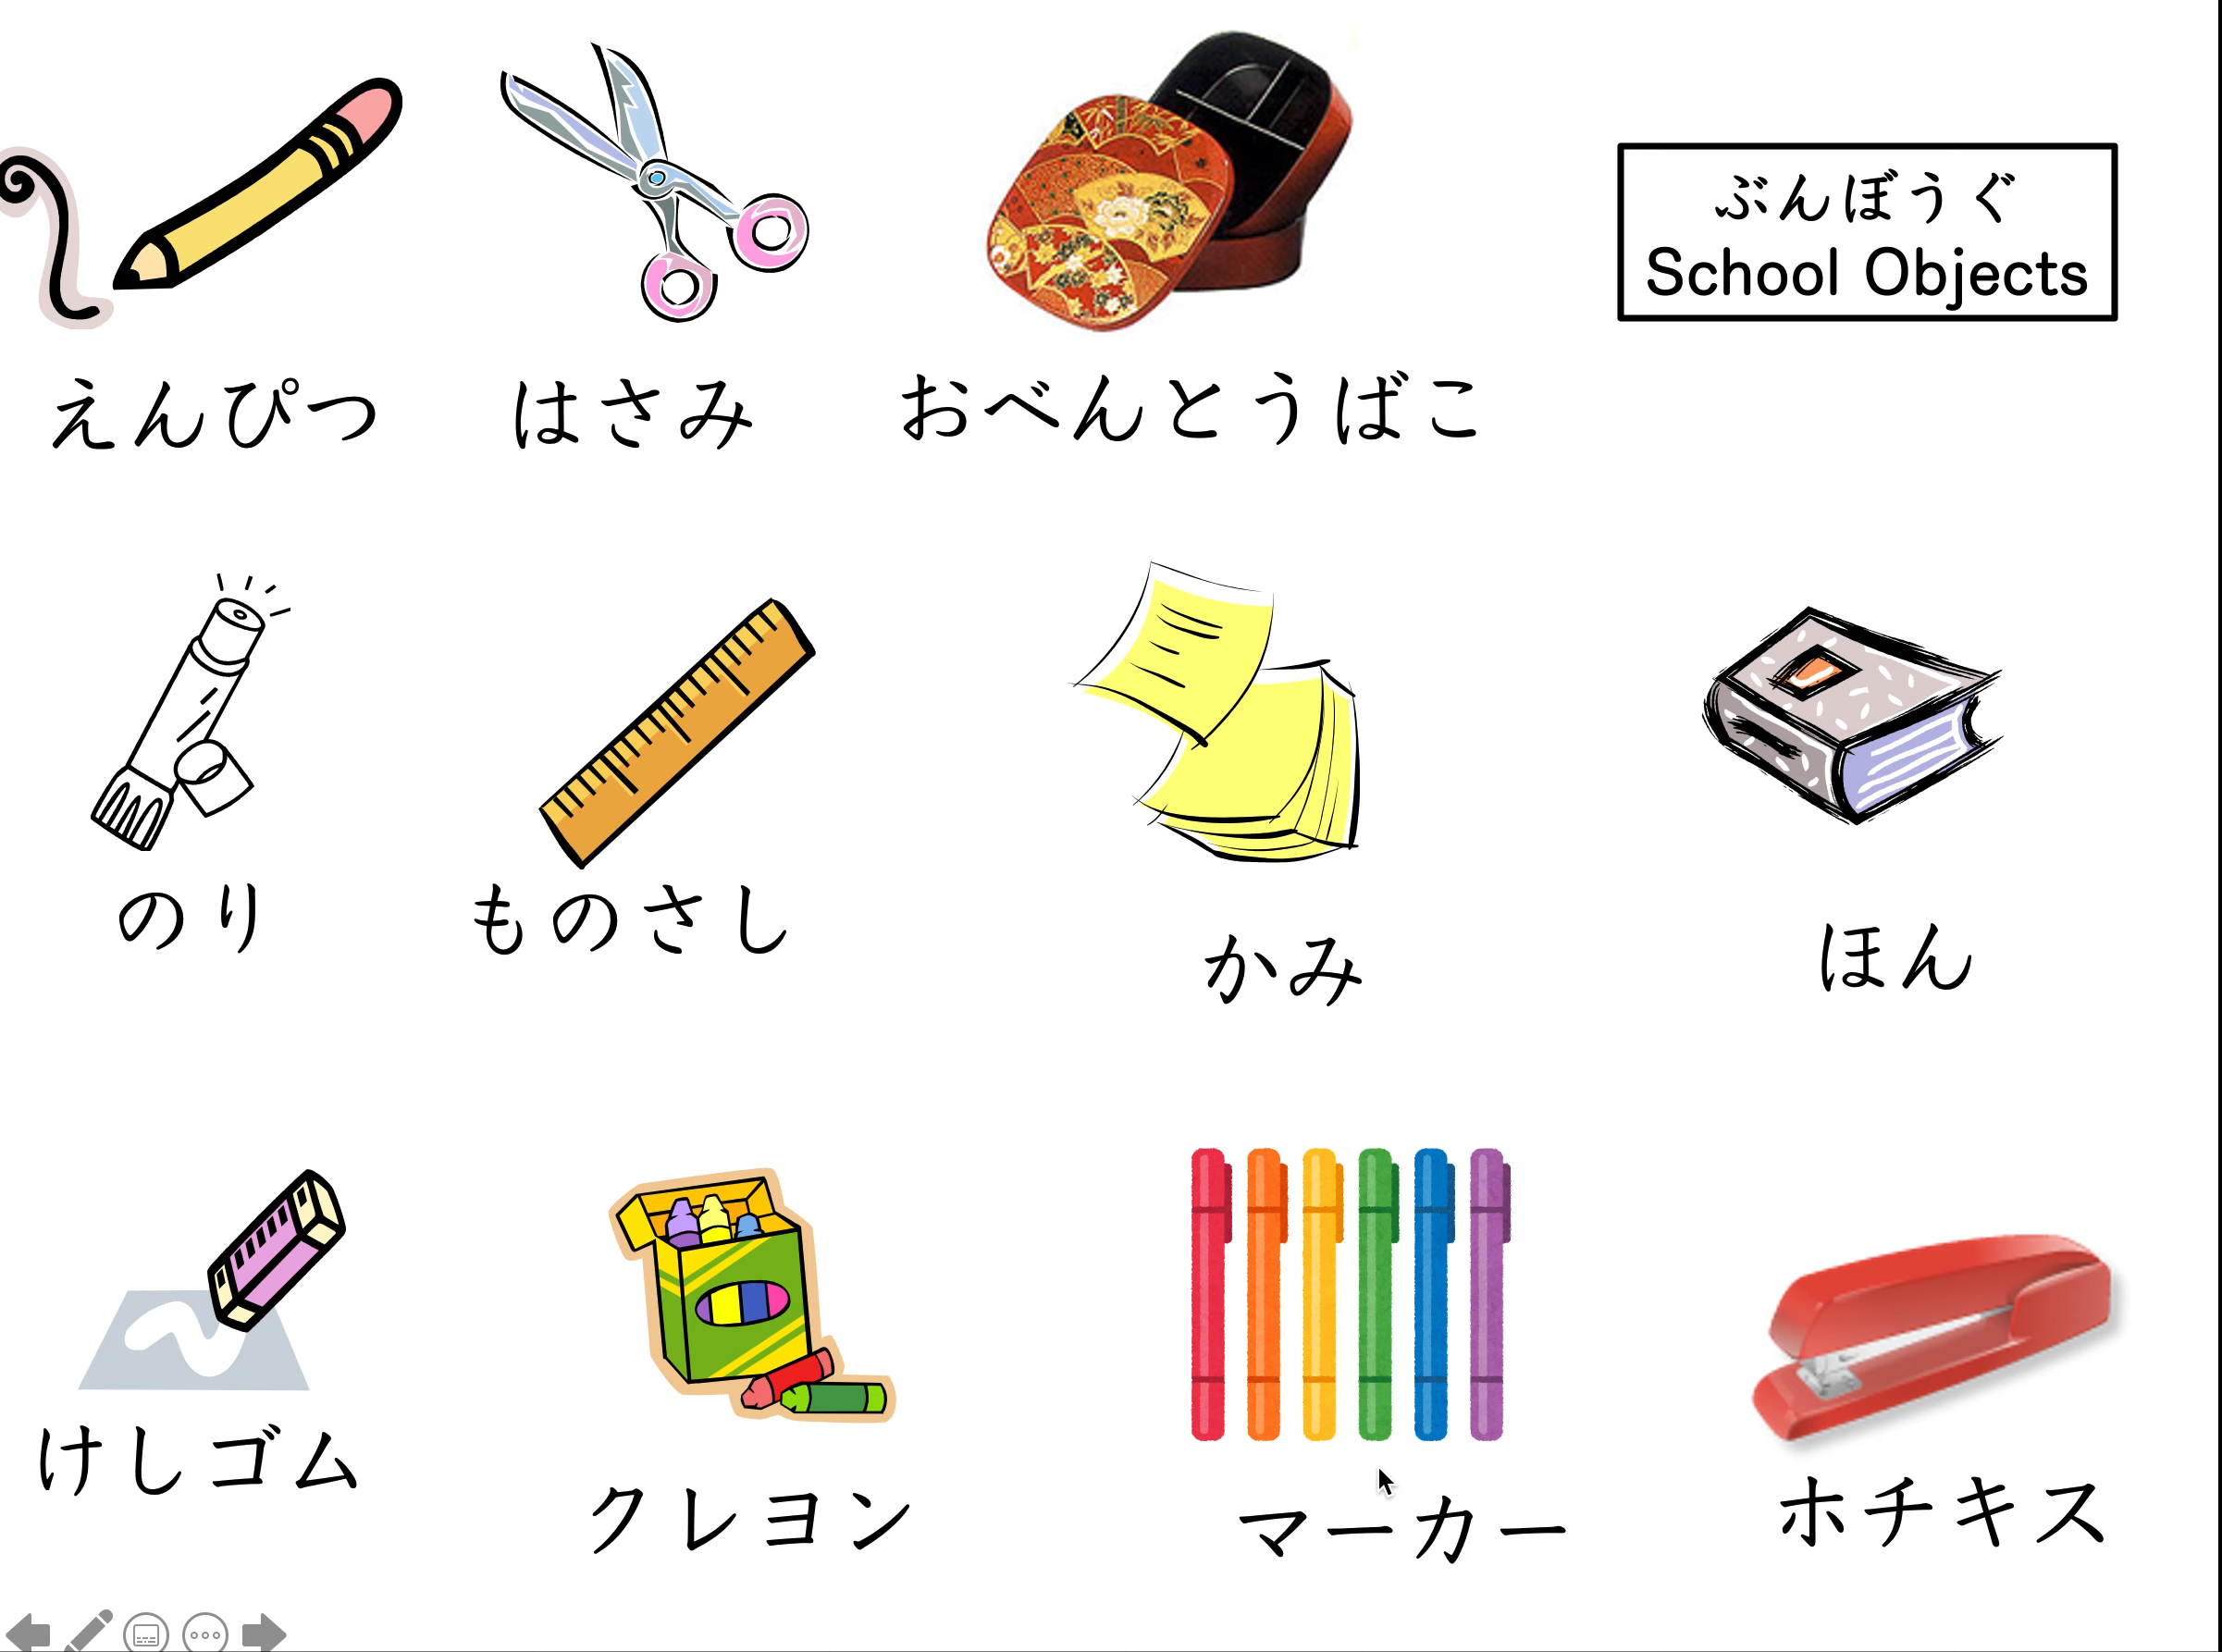 ぶんぼうぐ
School Objects
えんぴつ
はさみ
おべんとうばこ
のり
ものさし
かみ
ほん
けしゴム
クレヨン
マーカー
ホチキス